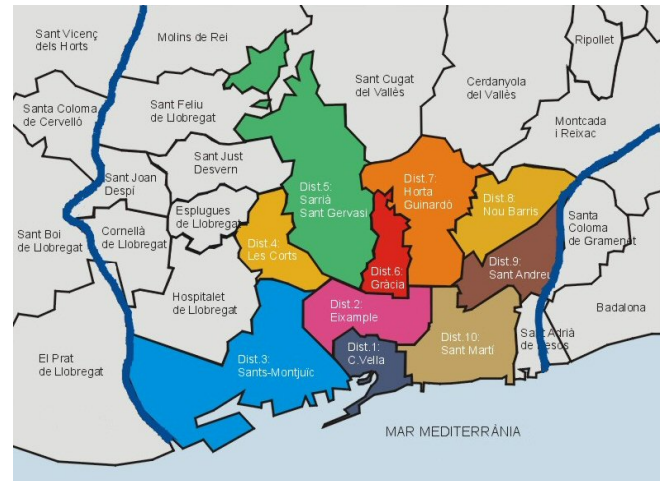 Sant Vicenç
dels Horts
Molins de Rei
Ripollet
Sant Cugat
del Vallés
Cerdanyola
del Vallés
Santa Coloma
de Cervelló
Sant Feliu
de Llobregat
Montcada
i Reixac
Sant Just
Desvern
Sant Joan
Despí
Dist.5:
Sarrià
Sant Gervasi
Dist.7:
Horta
Guinardò
Dist.8:
Nou Barris
Esplugues
de Llobregat
Sant Boi
de Llobregat
Cornellà
de Llobregat
Dist.4:
Les Corts
Santa
Coloma
de Gramenet
Dist.6:
Gràcia
Dist.9:
Sant Andreu
Hospitalet
de Llobregat
Dist.2:
Eixample
Badalona
El Prat
de Llobregat
Dist.3:
Sants-Montjuïc
Dist.1:
C.Vella
Dist.10:
Sant Martí
Sant Adrià
de Besòs
MAR MEDITERRÀNIA